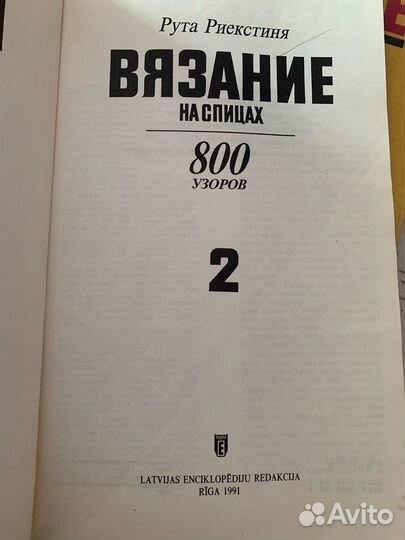 Рута Риекстиня
ВЯЗАНИЕ
НА СПИЦАХ
800
УЗОРОВ
2
LATVIJAS ENCIKLOPĒDIJU REDAKCIJA
RĪGA 1991
Avito